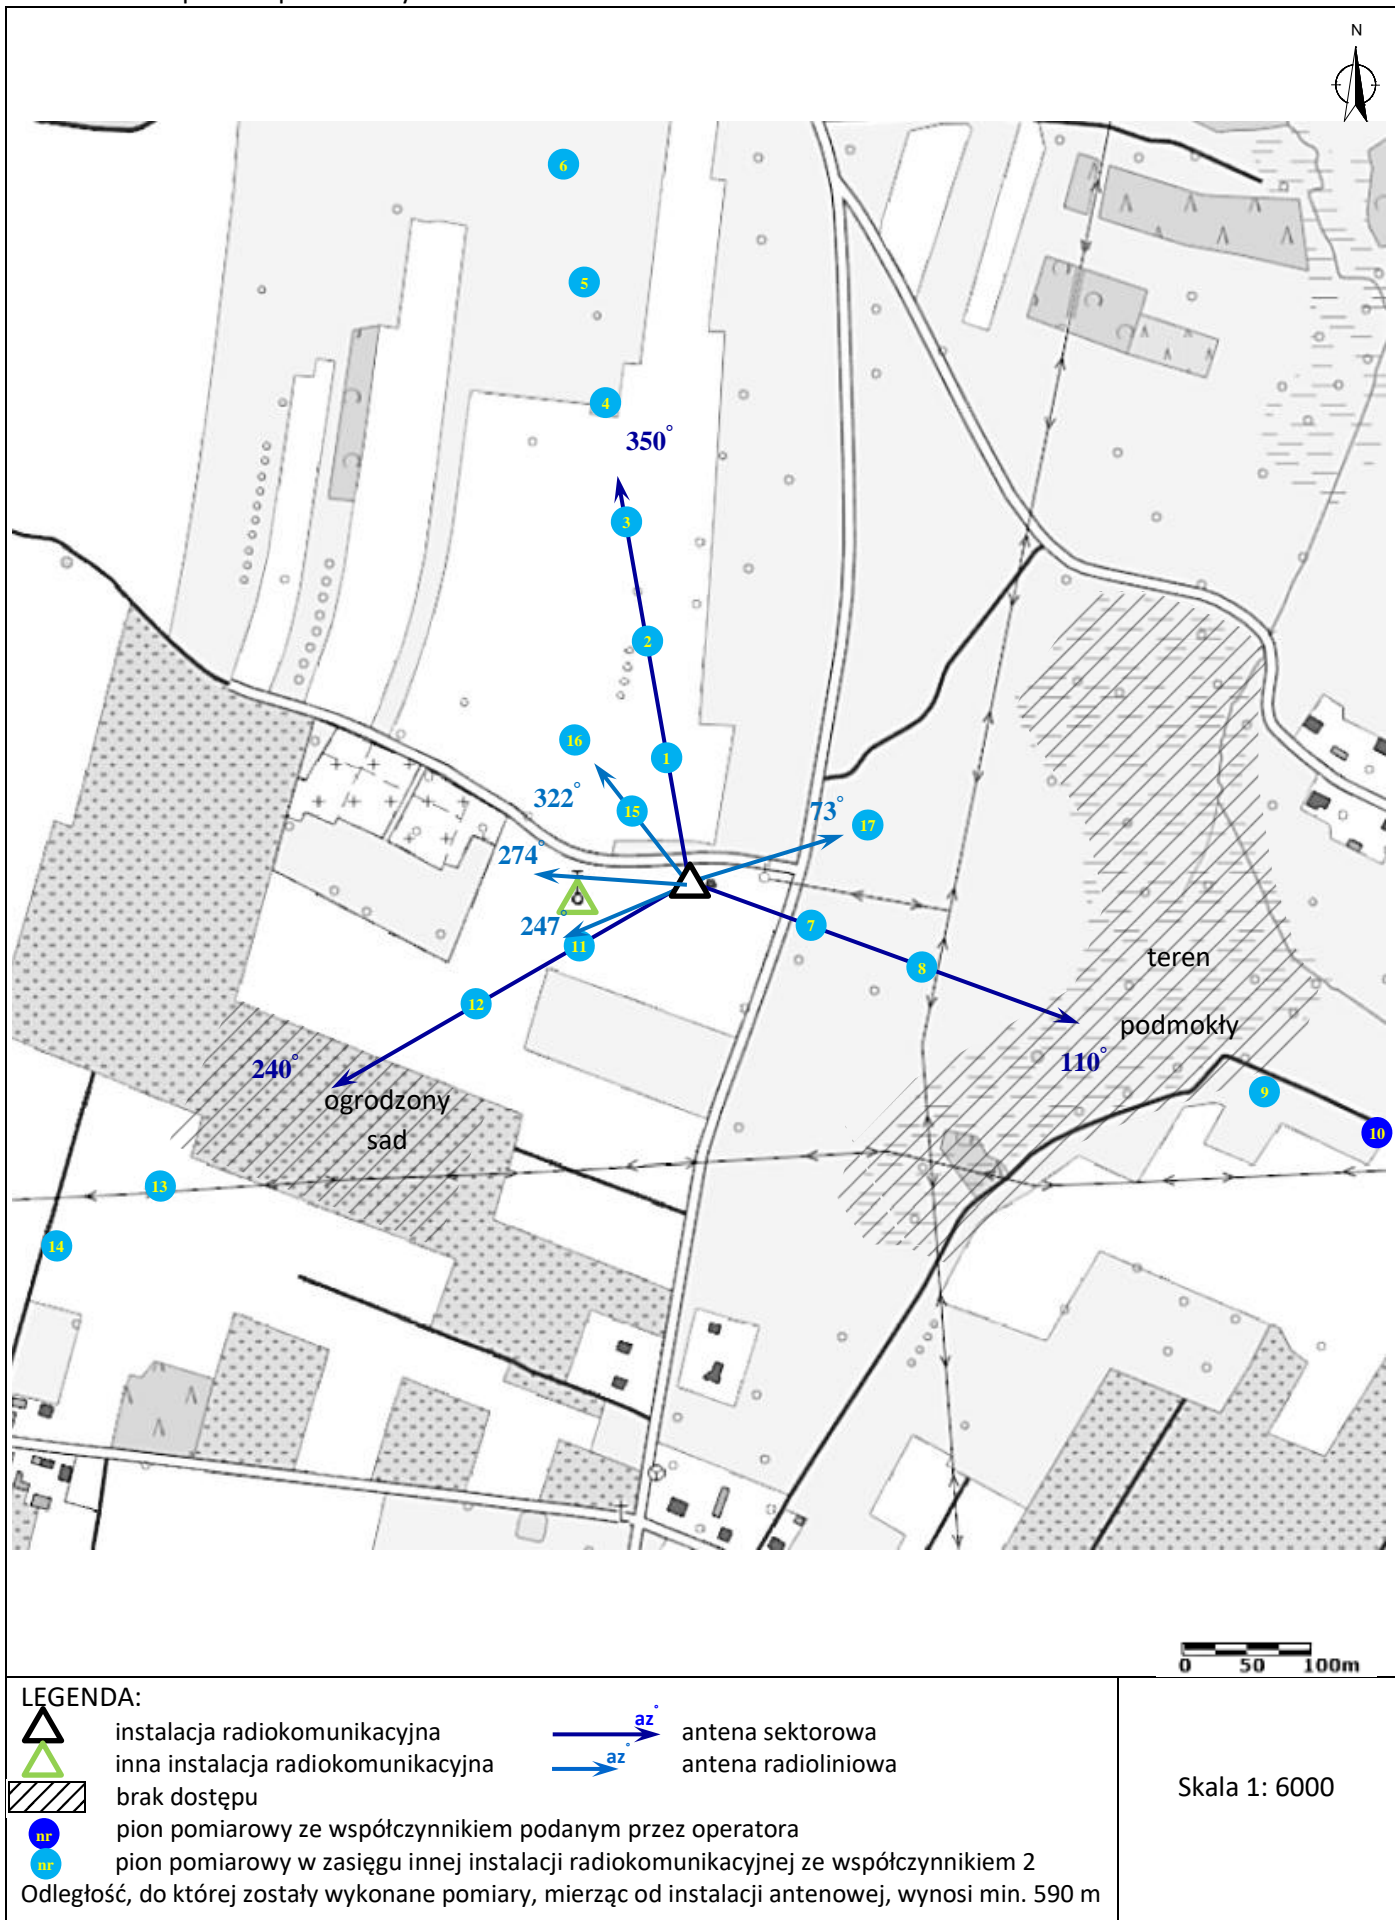 N
6
5
4
350°
3
2
1
16
322°
15
73°
17
274°
247°
11
7
8
12
teren
podmokły
110°
240°
ogrodzony
sad
9
10
13
14
0 50 100m
LEGENDA:
instalacja radiokomunikacyjna
az° antena sektorowa
inna instalacja radiokomunikacyjna
az° antena radioliniowa
brak dostępu
Skala 1: 6000
nr pion pomiarowy ze współczynnikiem podanym przez operatora
nr pion pomiarowy w zasięgu innej instalacji radiokomunikacyjnej ze współczynnikiem 2
Odległość, do której zostały wykonane pomiary, mierząc od instalacji antenowej, wynosi min. 590 m